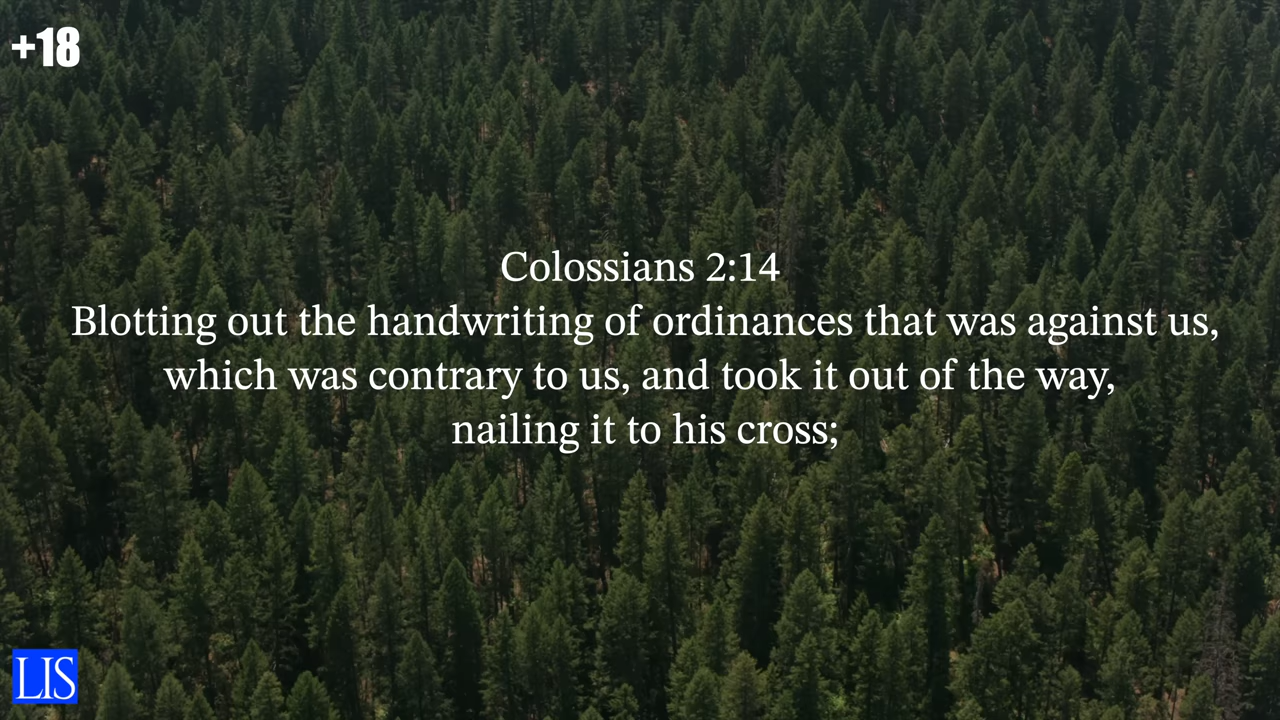 +18
Colossians 2:14
Blotting out the handwriting of ordinances that was against us,
which was contrary to us, and took it out of the way,
nailing it to his cross;
LIS